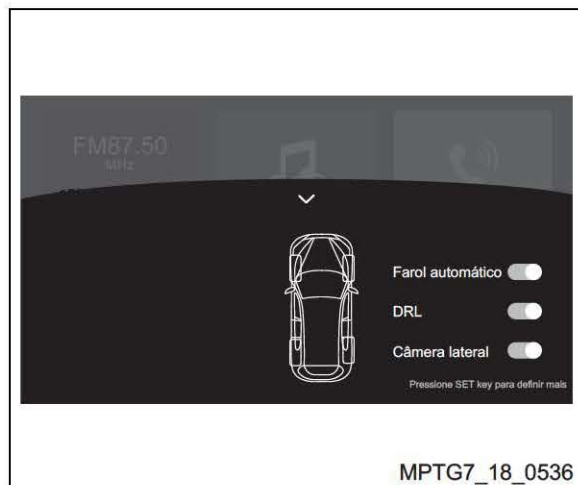 FM87.50
MHz
Farol automático
DRL
Câmera lateral
Pressione SET key para definir mais
MPTG7_18_0536